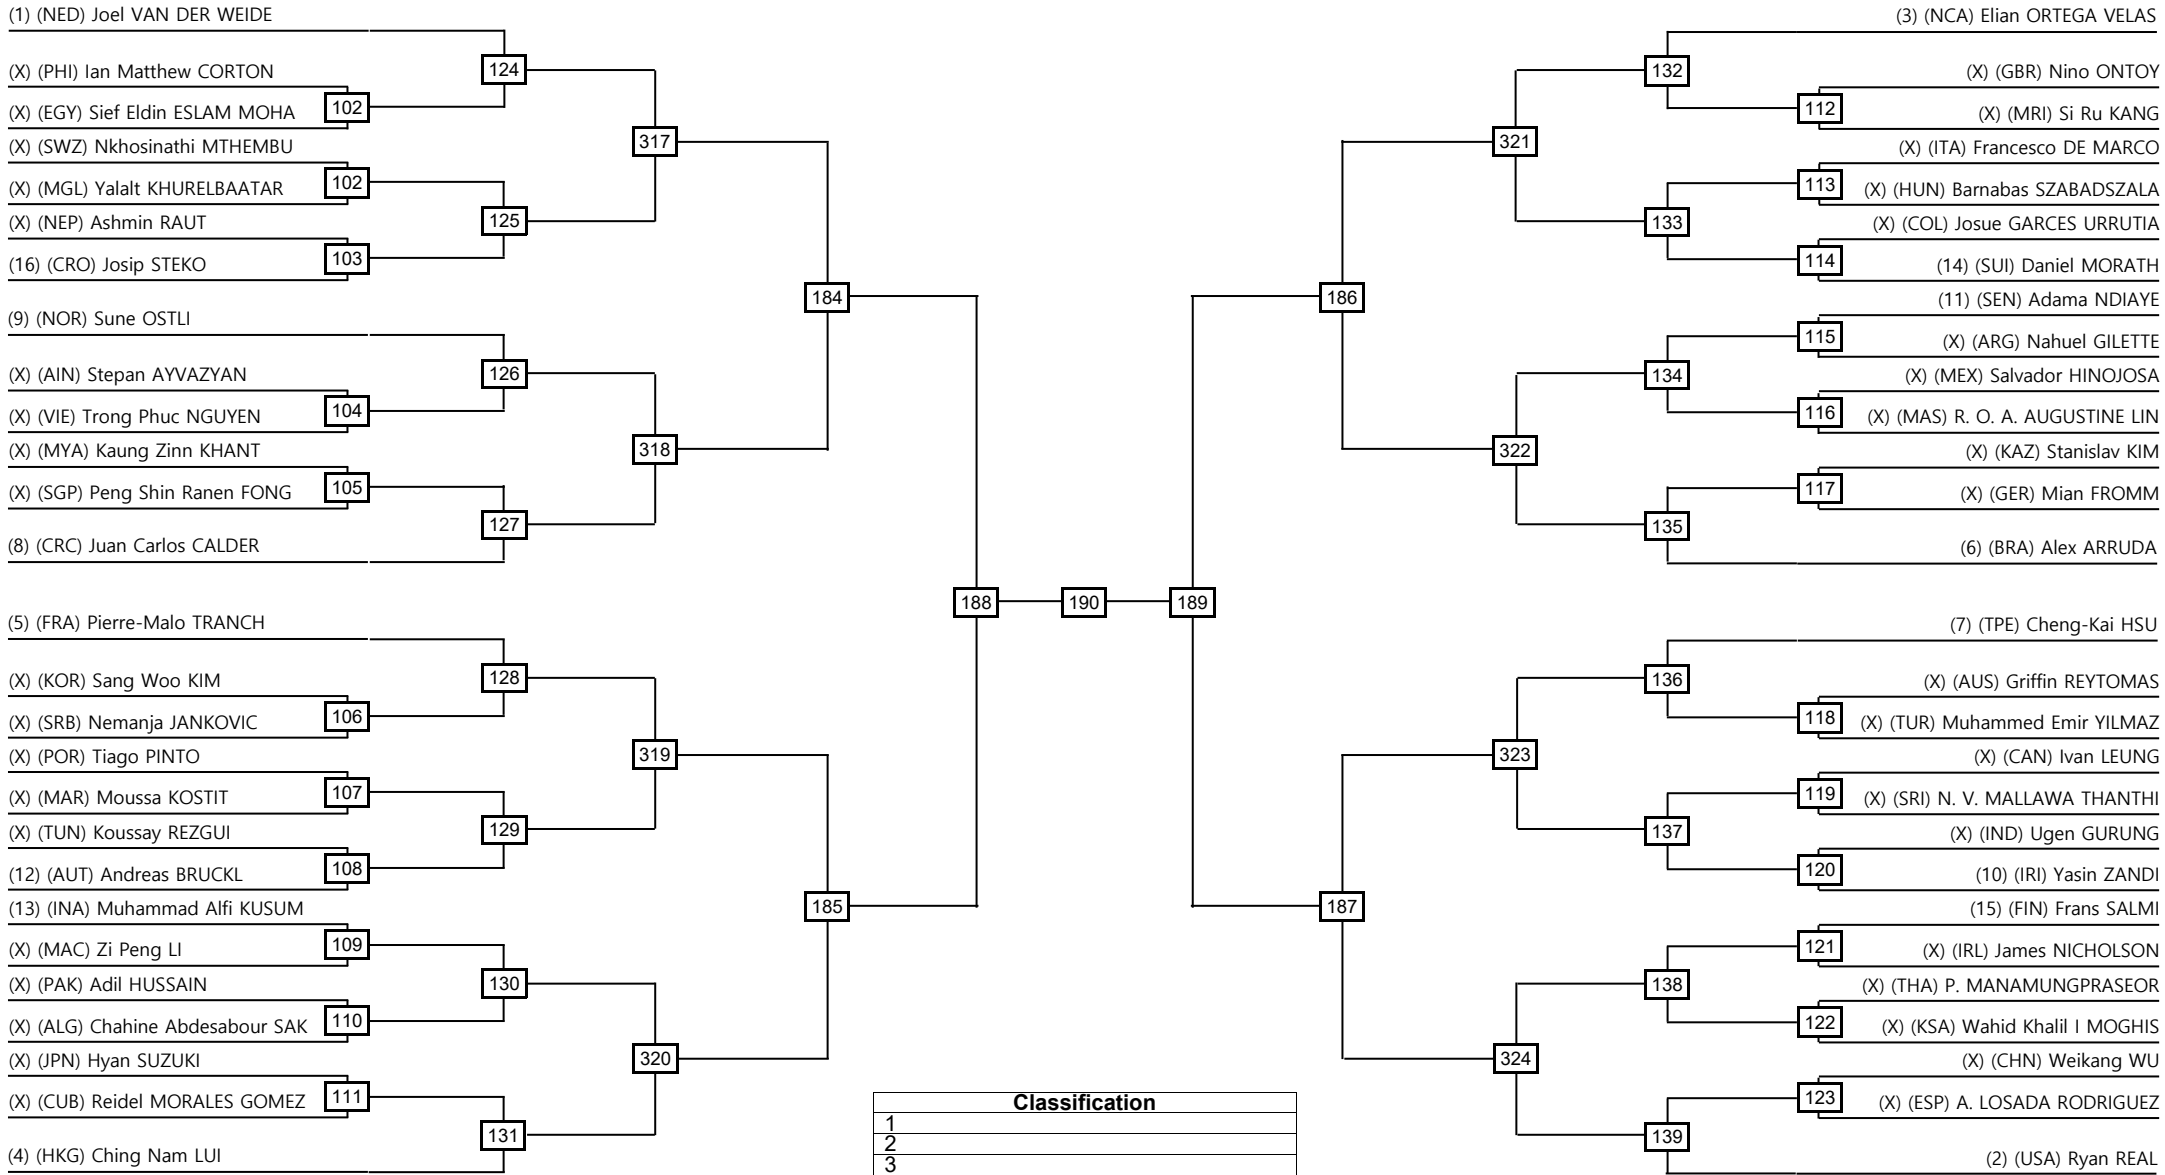 (1) (NED) Joel VAN DER WEIDE
124
(X) (PHI) Ian Matthew CORTON
102
(X) (EGY) Sief Eldin ESLAM MOHA
317
(X) (SWZ) Nkhosinathi MTHEMBU
102
(X) (MGL) Yalalt KHURELBAATAR
125
(X) (NEP) Ashmin RAUT
103
(16) (CRO) Josip STEKO
184
(9) (NOR) Sune OSTLI
126
(X) (AIN) Stepan AYVAZYAN
104
(X) (VIE) Trong Phuc NGUYEN
318
(X) (MYA) Kaung Zinn KHANT
105
(X) (SGP) Peng Shin Ranen FONG
127
(8) (CRC) Juan Carlos CALDER
188
190
189
(5) (FRA) Pierre-Malo TRANCH
128
(X) (KOR) Sang Woo KIM
106
(X) (SRB) Nemanja JANKOVIC
319
(X) (POR) Tiago PINTO
107
(X) (MAR) Moussa KOSTIT
129
(X) (TUN) Koussay REZGUI
108
(12) (AUT) Andreas BRUCKL
185
(13) (INA) Muhammad Alfi KUSUM
109
(X) (MAC) Zi Peng LI
130
(X) (PAK) Adil HUSSAIN
110
(X) (ALG) Chahine Abdesabour SAK
320
(X) (JPN) Hyan SUZUKI
111
(X) (CUB) Reidel MORALES GOMEZ
131
(4) (HKG) Ching Nam LUI
(3) (NCA) Elian ORTEGA VELAS
132
(X) (GBR) Nino ONTOY
112
(X) (MRI) Si Ru KANG
321
(X) (ITA) Francesco DE MARCO
113
(X) (HUN) Barnabas SZABADSZALA
133
(X) (COL) Josue GARCES URRUTIA
114
(14) (SUI) Daniel MORATH
186
(11) (SEN) Adama NDIAYE
115
(X) (ARG) Nahuel GILETTE
134
(X) (MEX) Salvador HINOJOSA
116
(X) (MAS) R. O. A. AUGUSTINE LIN
322
(X) (KAZ) Stanislav KIM
117
(X) (GER) Mian FROMM
135
(6) (BRA) Alex ARRUDA
(7) (TPE) Cheng-Kai HSU
136
(X) (AUS) Griffin REYTOMAS
118
(X) (TUR) Muhammed Emir YILMAZ
323
(X) (CAN) Ivan LEUNG
119
(X) (SRI) N. V. MALLAWA THANTHI
137
(X) (IND) Ugen GURUNG
120
(10) (IRI) Yasin ZANDI
187
(15) (FIN) Frans SALMI
121
(X) (IRL) James NICHOLSON
138
(X) (THA) P. MANAMUNGPRASEOR
122
(X) (KSA) Wahid Khalil I MOGHIS
324
(X) (CHN) Weikang WU
123
(X) (ESP) A. LOSADA RODRIGUEZ
139
(2) (USA) Ryan REAL
Classification
1
2
3